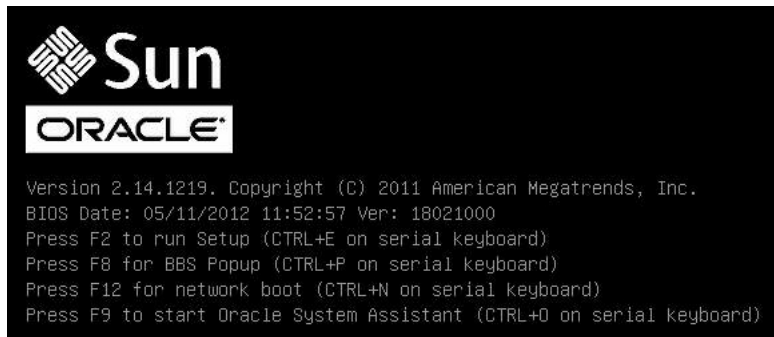 Sun
ORACLE
Version 2.14.1219. Copyright (C) 2011 American Megatrends, Inc.
BIOS Date: 05/11/2012 11:52:57 Ver: 18021000
Press F2 to run Setup (CTRL+E on serial keyboard)
Press F8 for BBS Popup (CTRL+P on serial keyboard)
Press F12 for network boot (CTRL+N on serial keyboard)
Press F9 to start Oracle System Assistant (CTRL+O on serial keyboard)